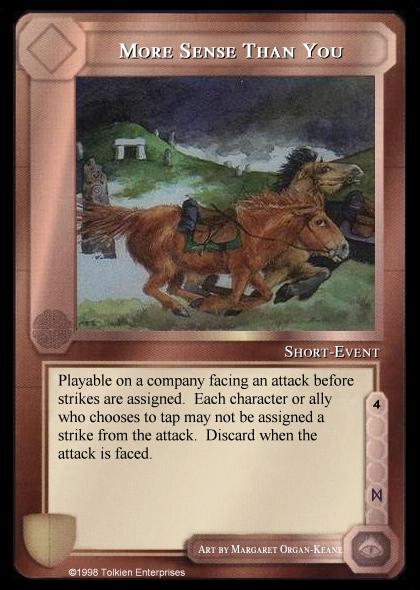 More Sense Than You
Short-Event
Playable on a company facing an attack before
strikes are assigned. Each character or ally
who chooses to tap may not be assigned a
strike from the attack. Discard when the
attack is faced.
4
Art by Margaret Organ-Keane
©1998 Tolkien Enterprises